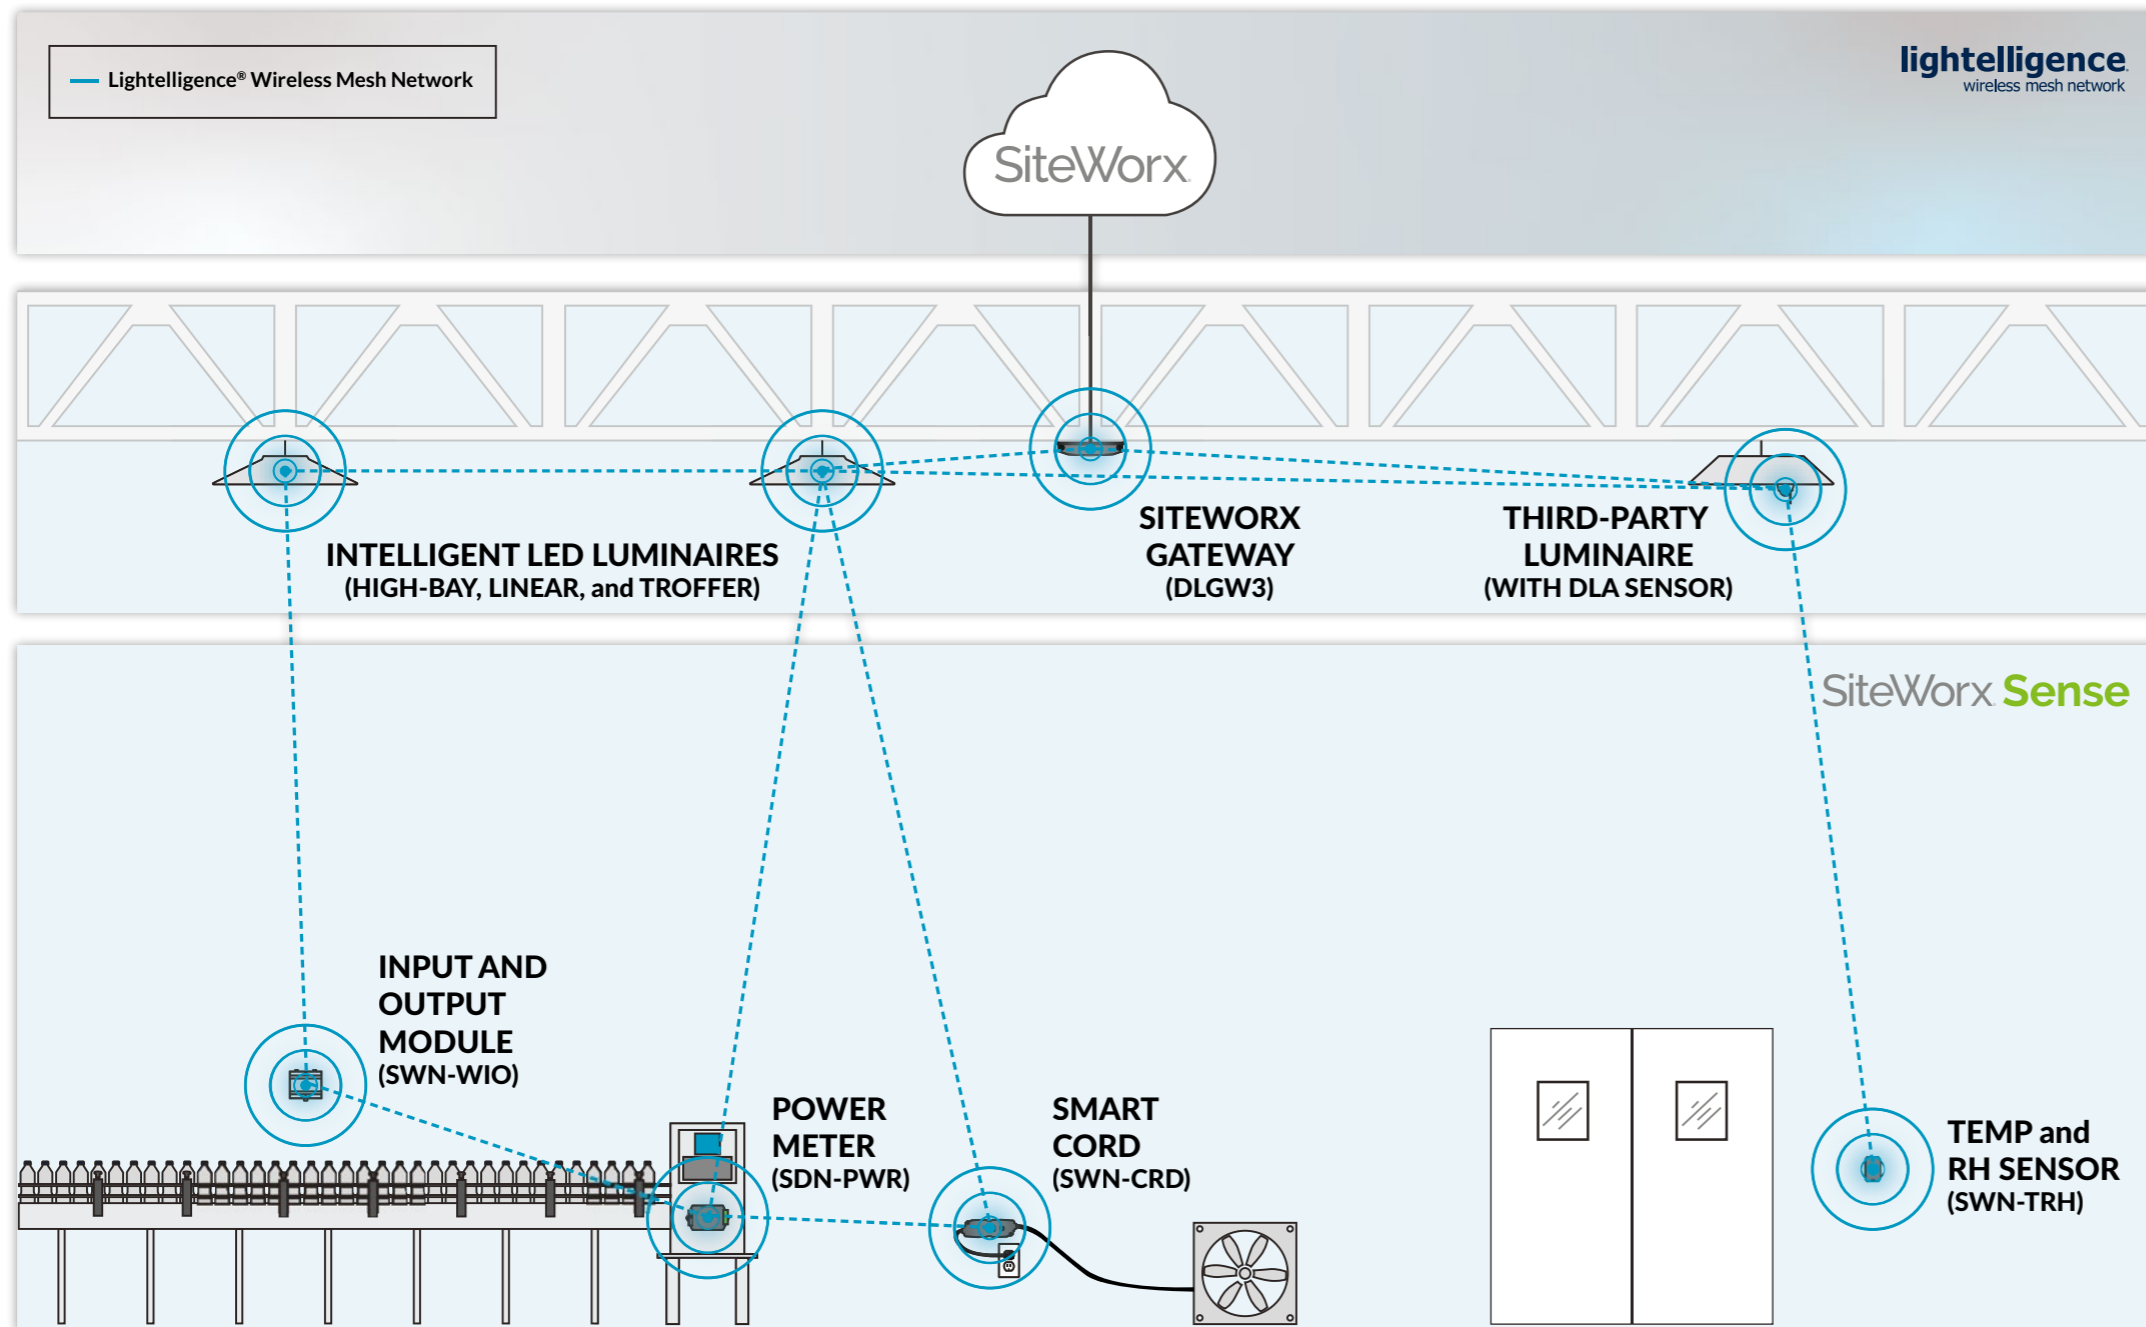 Lightelligence® Wireless Mesh Network
lightelligence
wireless mesh network
SiteWorx
INTELLIGENT LED LUMINAIRES
(HIGH-BAY, LINEAR, and TROFFER)
SITEWORX
GATEWAY
(DLGW3)
THIRD-PARTY
LUMINAIRE
(WITH DLA SENSOR)
SiteWorx Sense
INPUT AND
OUTPUT
MODULE
(SWN-WIO)
POWER
METER
(SDN-PWR)
SMART
CORD
(SWN-CRD)
TEMP and
RH SENSOR
(SWN-TRH)